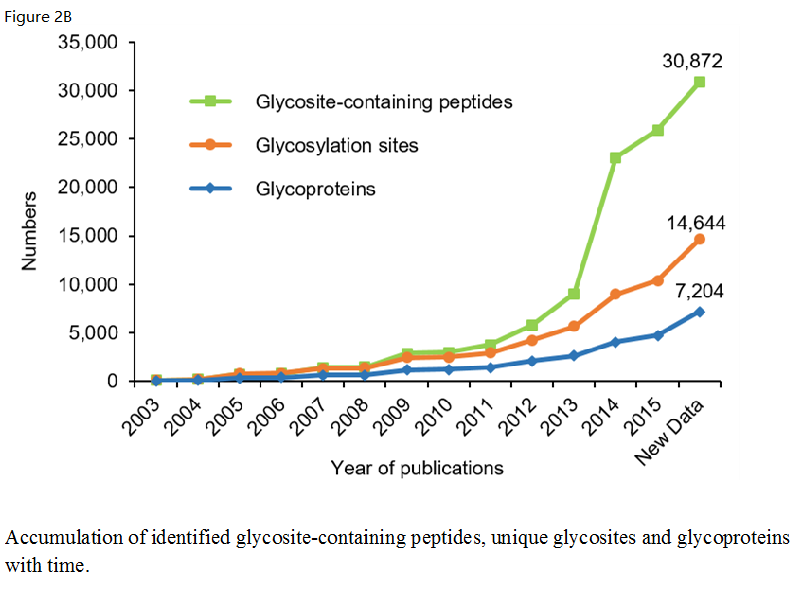 Figure 2B
35,000
30,000
25,000
20,000
15,000
10,000
5,000
0
Numbers
Glycosite-containing peptides
Glycosylation sites
Glycoproteins
30,872
14,644
7,204
2003
2004
2005
2006
2007
2008
2009
2010
2011
2012
2013
2014
2015
New Data
Year of publications
Accumulation of identified glycosite-containing peptides, unique glycosites and glycoproteins
with time.